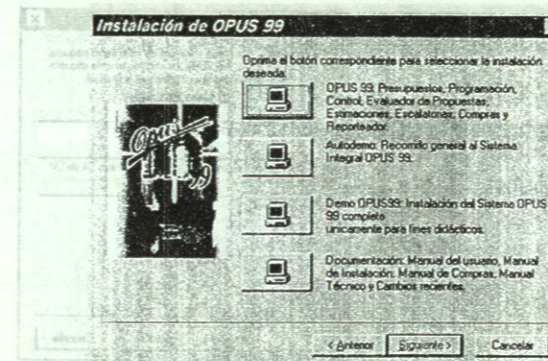 Instalación de OPUS 99
Oprima el botón correspondiente para seleccionar la instalación
deseada.
OPUS 99: Presupuestos, Programación,
Control, Evaluador de Propuestas,
Estimaciones, Escalatorias, Compras y
Reporteador.
Autodemo: Recorrido general al Sistema
Integral OPUS 99.
Demo OPUS99: Instalación del Sistema OPUS
99 completo
unicamente para fines didácticos.
Documentación: Manual del usuario, Manual
de Instalación, Manual de Compras, Manual
Técnico y Cambios recientes.
Opus
99
< Anterior
Siguiente >
Cancelar